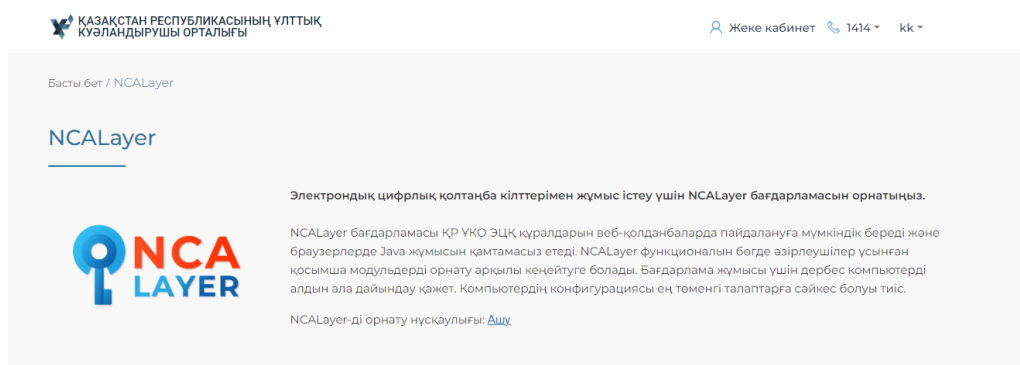 ҚАЗАҚСТАН РЕСПУБЛИКАСЫНЫҢ ҰЛТТЫҚ
КУӘЛАНДЫРУШЫ ОРТАЛЫҒЫ
Жеке кабинет 1414 kk
Басты бет / NCALayer
NCALayer
Электрондық цифрлық қолтаңба кілттерімен жұмыс істеу үшін NCALayer бағдарламасын орнатыңыз.
NCA
LAYER
NCALayer бағдарламасы ҚР ҰКО ЭЦҚ құралдарын веб-қолданбаларда пайдалануға мүмкіндік береді және
браузерлерде Java жұмысын қамтамасыз етеді. NCALayer функционалын бөгде әзірлеушілер ұсынған
қосымша модульдерді орнату арқылы кеңейтуге болады. Бағдарлама жұмысы үшін дербес компьютерді
алдын ала дайындау қажет. Компьютердің конфигурациясы ең төменгі талаптарға сәйкес болуы тиіс.
NCALayer-ді орнату нұсқаулығы: Ашу